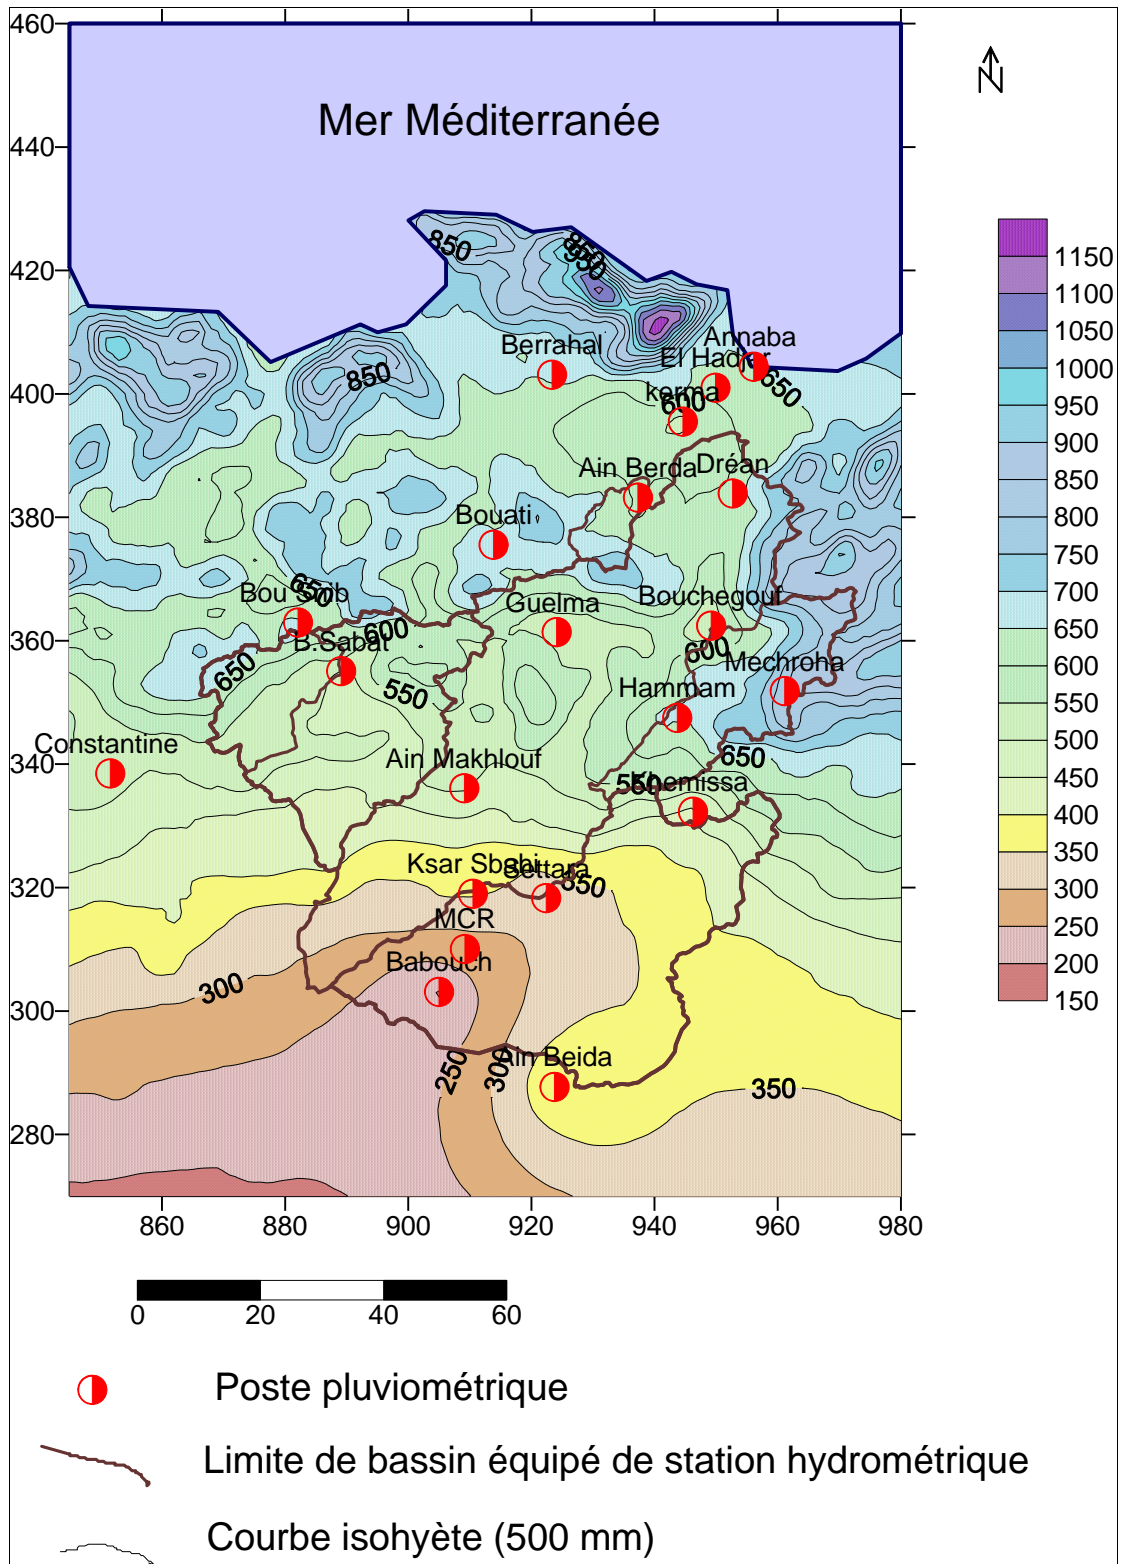 460
440
420
400
380
360
340
320
300
280
860
880
900
920
940
960
980
N
Mer Méditerranée
850
850
950
850
Annaba
El Hadjar
Berrahal
kerma
600
650
Ain Berda
Dréan
Bouati
650
Bou Snib
Guelma
Bouchegouf
600
B.Sabat
600
650
Mechroha
550
Hammam
Constantine
Ain Makhlouf
650
550
Khemissa
Ksar Sbahi
Settara
350
MCR
Babouch
300
250
300
Ain Beida
350
1150
1100
1050
1000
950
900
850
800
750
700
650
600
550
500
450
400
350
300
250
200
150
0
20
40
60
Poste pluviométrique
Limite de bassin équipé de station hydrométrique
Courbe isohyète (500 mm)